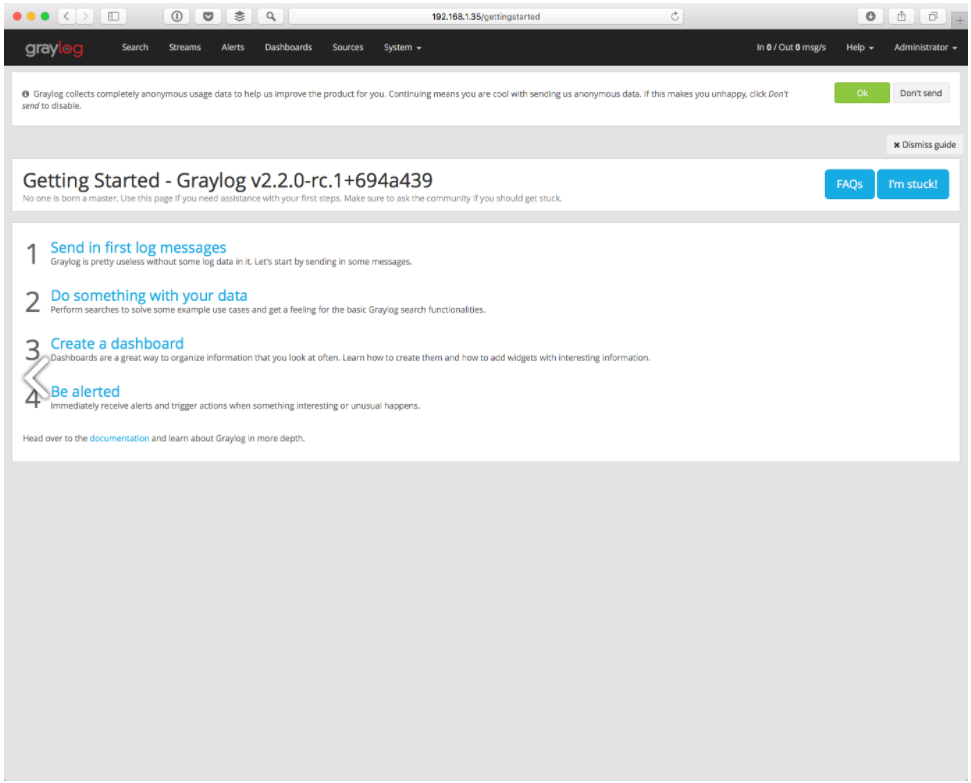 192.168.1.35/gettingstarted
graylog Search Streams Alerts Dashboards Sources System In 0 / Out 0 msg/s Help Administrator
Graylog collects completely anonymous usage data to help us improve the product for you. Continuing means you are cool with sending us anonymous data. If this makes you unhappy, click Don't
send to disable.
Ok Don't send
Dismiss guide
Getting Started - Graylog v2.2.0-rc.1+694a439
No one is born a master. Use this page if you need assistance with your first steps. Make sure to ask the community if you should get stuck.
FAQs I'm stuck!
1 Send in first log messages
Graylog is pretty useless without some log data in it. Let's start by sending in some messages.
2 Do something with your data
Perform searches to solve some example use cases and get a feeling for the basic Graylog search functionalities.
3 Create a dashboard
Dashboards are a great way to organize information that you look at often. Learn how to create them and how to add widgets with interesting information.
4 Be alerted
Immediately receive alerts and trigger actions when something interesting or unusual happens.
Head over to the documentation and learn about Graylog in more depth.